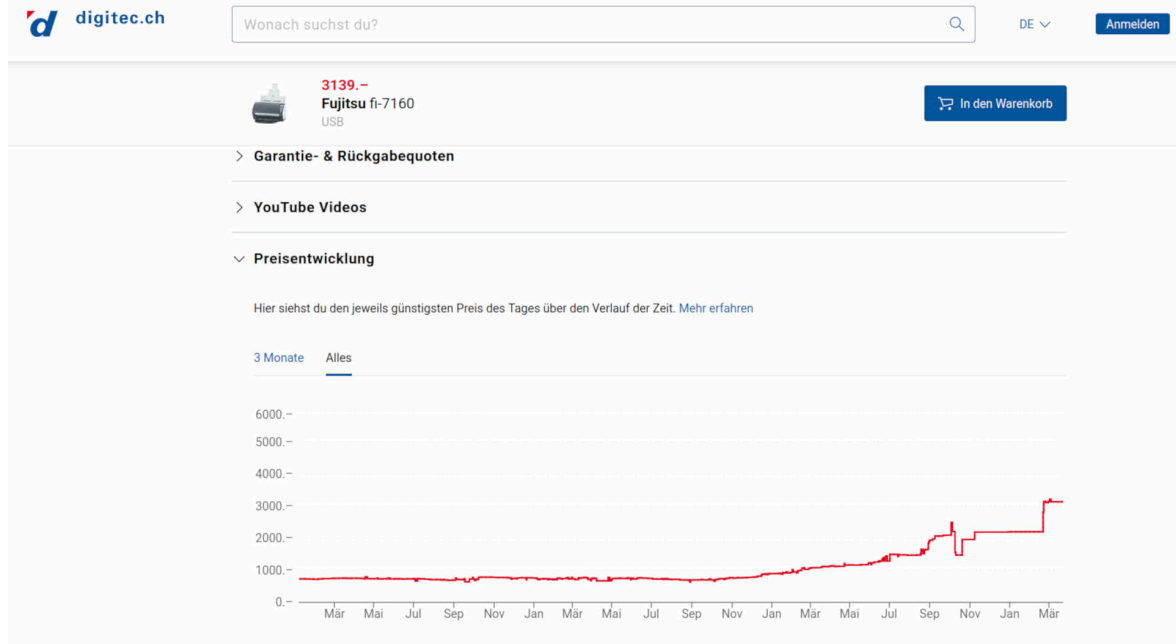 digitec.ch
Wonach suchst du?
DE
Anmelden
3139.–
Fujitsu fi-7160
USB
In den Warenkorb
Garantie- & Rückgabequoten
YouTube Videos
Preisentwicklung
Hier siehst du den jeweils günstigsten Preis des Tages über den Verlauf der Zeit. Mehr erfahren
3 Monate Alles
6000.–
5000.–
4000.–
3000.–
2000.–
1000.–
0.–
Mär Mai Jul Sep Nov Jan Mär Mai Jul Sep Nov Jan Mär Mai Jul Sep Nov Jan Mär